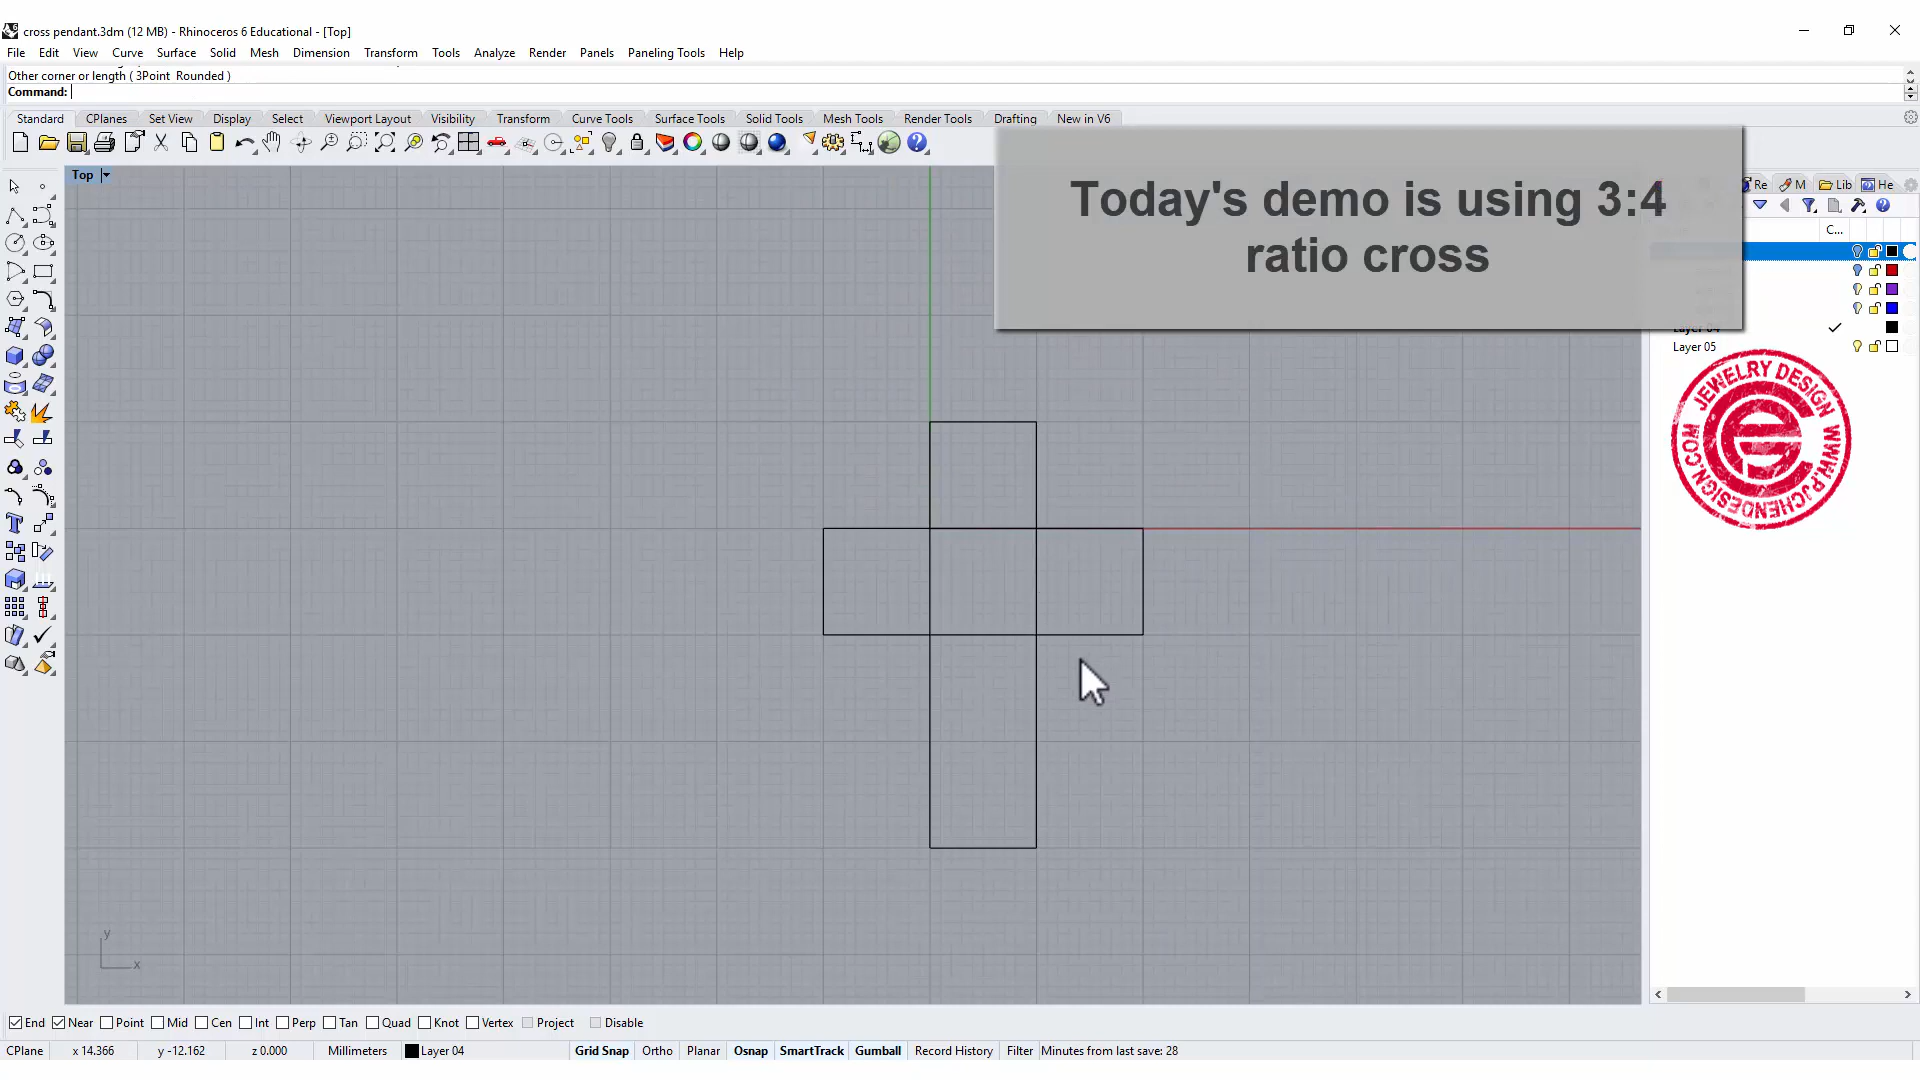 cross pendant.3dm (12 MB) - Rhinoceros 6 Educational - [Top]
File Edit View Curve Surface Solid Mesh Dimension Transform Tools Analyze Render Panels Paneling Tools Help
Other corner or length ( 3Point Rounded )
Command:
Standard CPlanes Set View Display Select Viewport Layout Visibility Transform Curve Tools Surface Tools Solid Tools Mesh Tools Render Tools Drafting New in V6
Top
Today's demo is using 3:4
ratio cross
Re M Lib He
C...
Layer 05
JEWELRY DESIGN
WWW.PJCHENDESIGN.COM
y
x
End Near Point Mid Cen Int Perp Tan Quad Knot Vertex Project Disable
CPlane x 14.366 y -12.162 z 0.000 Millimeters Layer 04 Grid Snap Ortho Planar Osnap SmartTrack Gumball Record History Filter Minutes from last save: 28